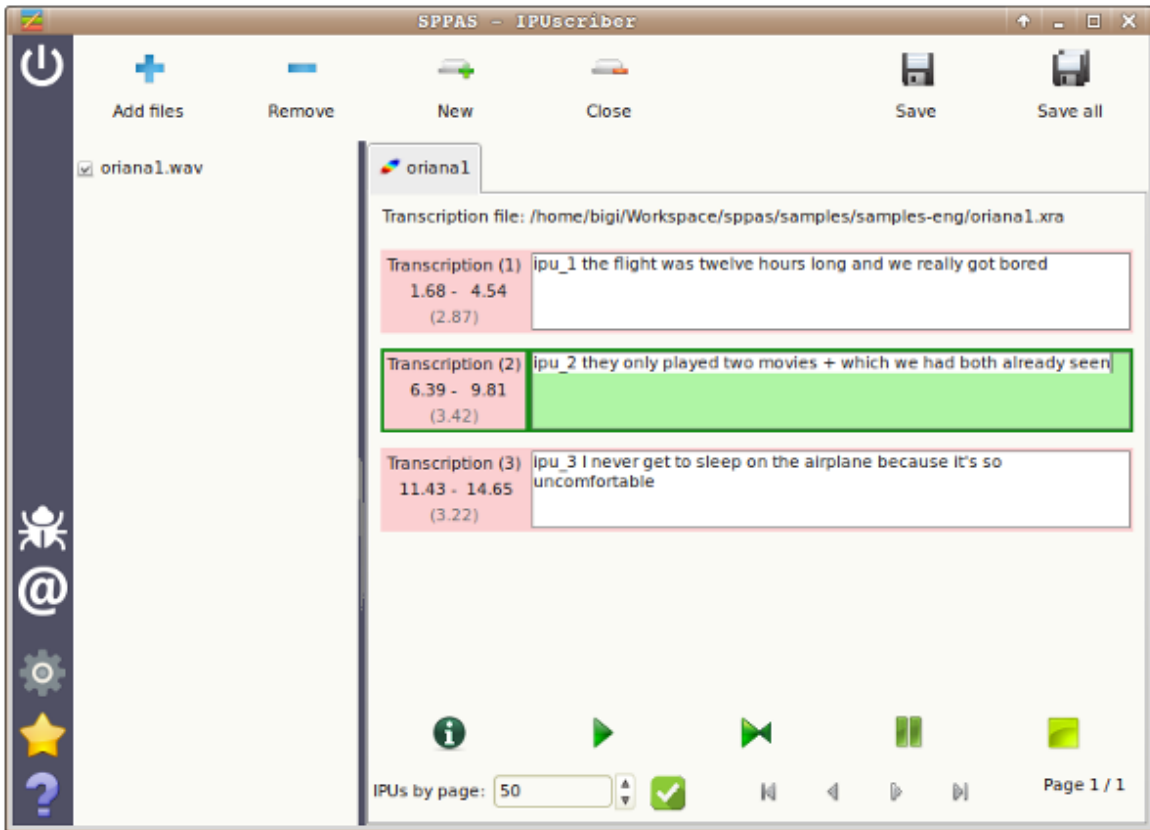 SPPAS - IPUscriber
Add files
Remove
New
Close
Save
Save all
oriana1.wav
oriana1
Transcription file: /home/bigi/Workspace/sppas/samples/samples-eng/oriana1.xra
Transcription (1)
1.68 - 4.54
(2.87)
ipu_1 the flight was twelve hours long and we really got bored
Transcription (2)
6.39 - 9.81
(3.42)
ipu_2 they only played two movies + which we had both already seen
Transcription (3)
11.43 - 14.65
(3.22)
ipu_3 I never get to sleep on the airplane because it's so
uncomfortable
IPUs by page: 50
Page 1 / 1